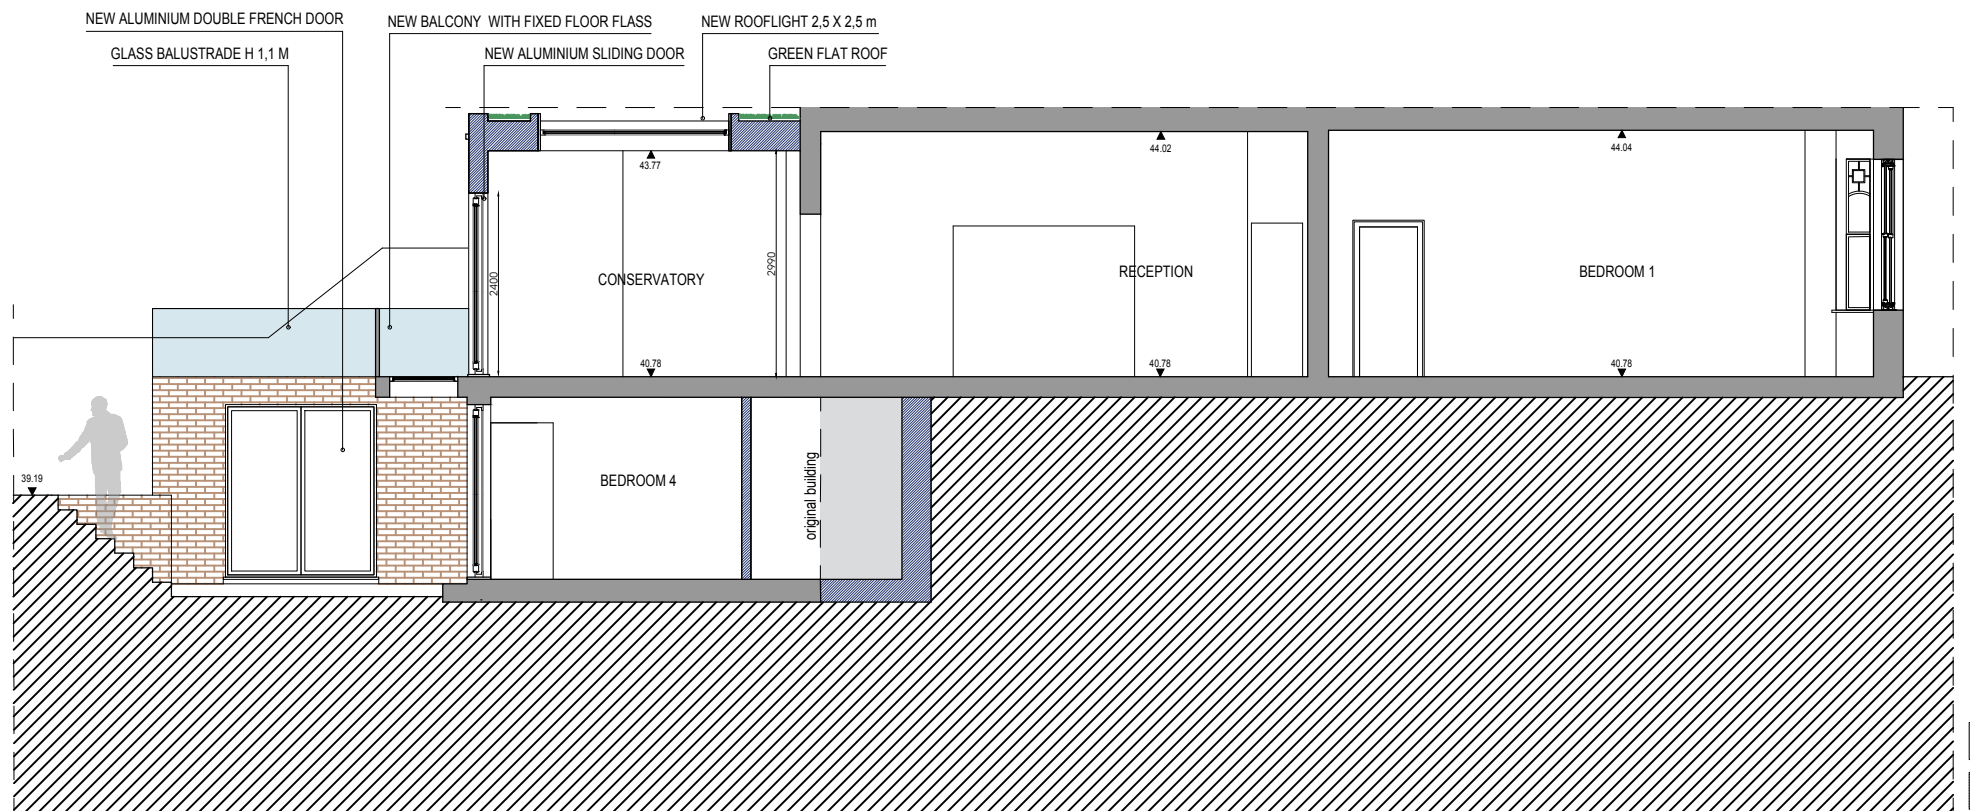 NEW ALUMINIUM DOUBLE FRENCH DOOR
NEW BALCONY WITH FIXED FLOOR FLASS
NEW ROOFLIGHT 2,5 X 2,5 m
GLASS BALUSTRADE H 1,1 M
NEW ALUMINIUM SLIDING DOOR
GREEN FLAT ROOF
43.77
44.02
44.04
2400
CONSERVATORY
2990
RECEPTION
BEDROOM 1
40.78
40.78
40.78
39.19
BEDROOM 4
original building